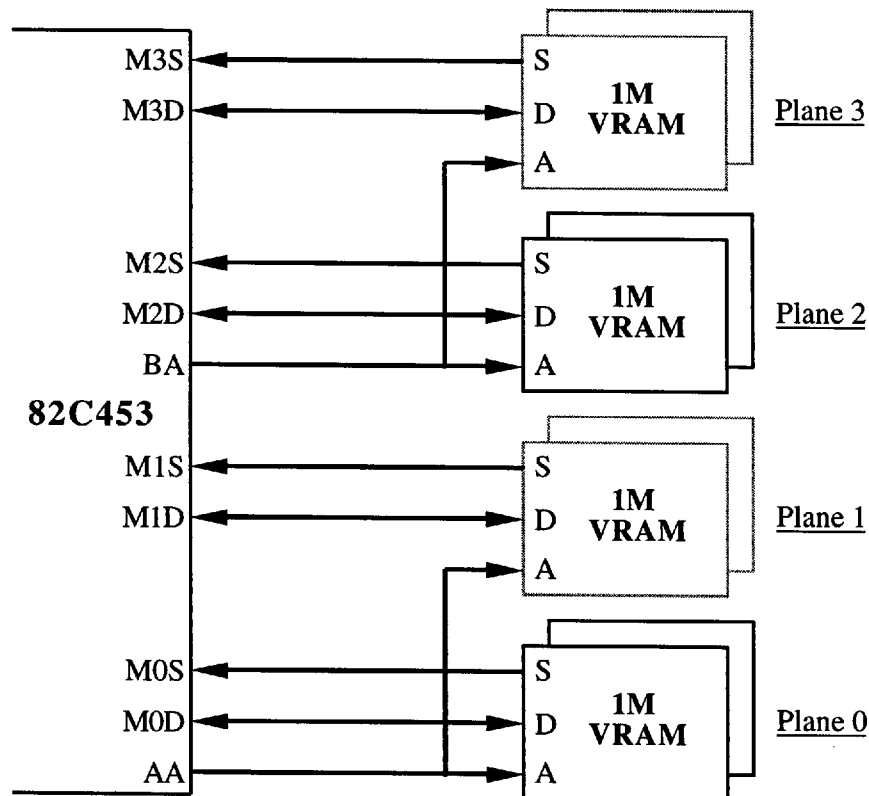 M3S
S
1M
VRAM
Plane 3
M3D
D
A
M2S
S
1M
VRAM
Plane 2
M2D
D
BA
A
82C453
M1S
S
1M
VRAM
Plane 1
M1D
D
A
M0S
S
1M
VRAM
Plane 0
M0D
D
AA
A